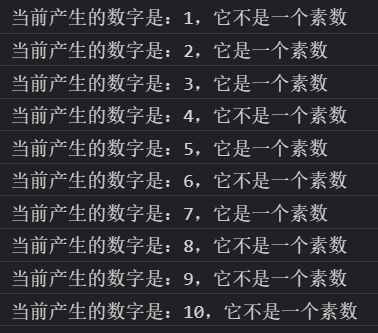 当前产生的数字是：1，它不是一个素数
当前产生的数字是：2，它是一个素数
当前产生的数字是：3，它是一个素数
当前产生的数字是：4，它不是一个素数
当前产生的数字是：5，它是一个素数
当前产生的数字是：6，它不是一个素数
当前产生的数字是：7，它是一个素数
当前产生的数字是：8，它不是一个素数
当前产生的数字是：9，它不是一个素数
当前产生的数字是：10，它不是一个素数